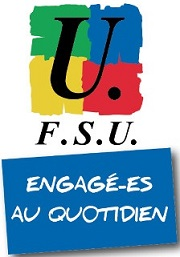 U.
F.S.U.
ENGAGÉ-ES
AU QUOTIDIEN